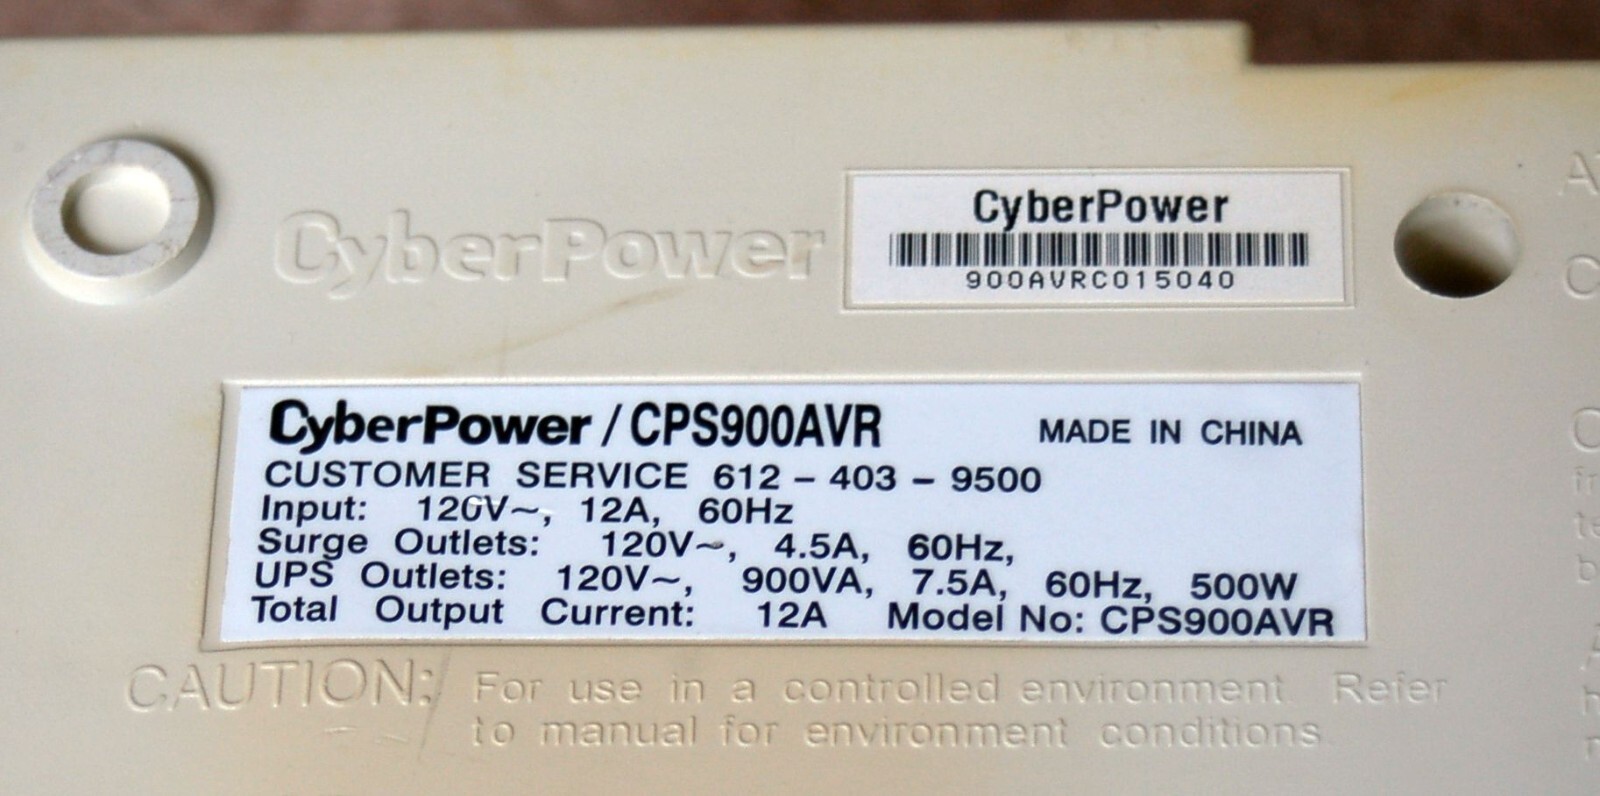 CyberPower
CyberPower
900AVRC015040
CyberPower / CPS900AVR MADE IN CHINA
CUSTOMER SERVICE 612 - 403 - 9500
Input: 120V~, 12A, 60Hz
Surge Outlets: 120V~, 4.5A, 60Hz,
UPS Outlets: 120V~, 900VA, 7.5A, 60Hz, 500W
Total Output Current: 12A Model No: CPS900AVR
CAUTION: For use in a controlled environment. Refer
to manual for environment conditions.